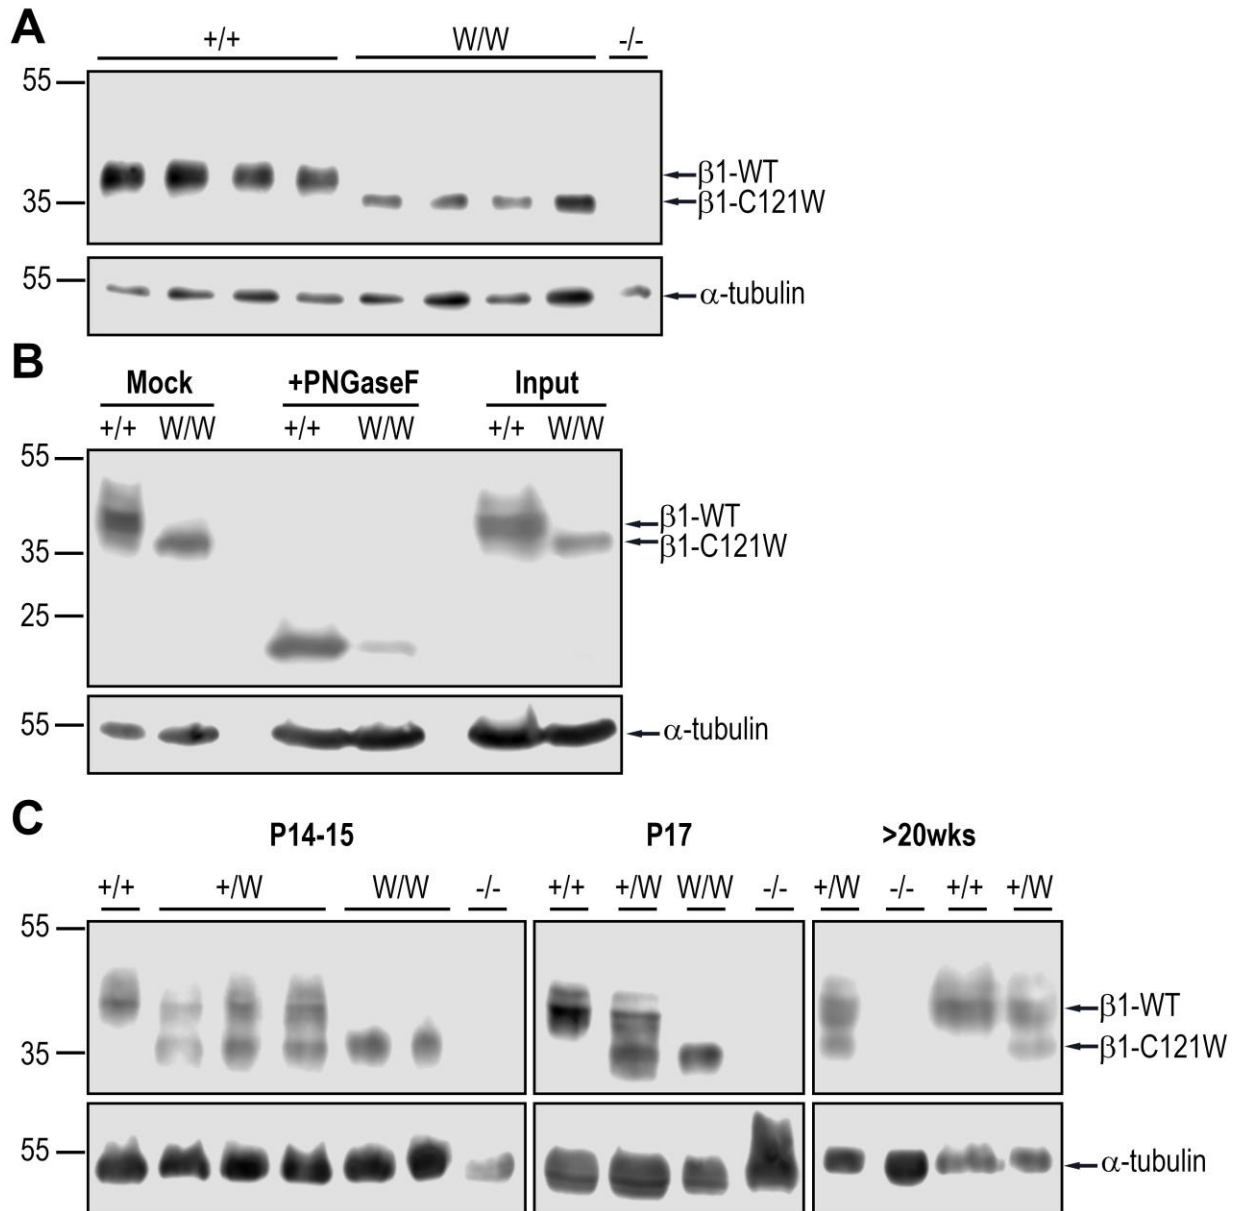 A
+/+ W/W -/-
55
35
β1-WT
β1-C121W
55
α-tubulin
B
Mock +PNGaseF Input
+/+ W/W +/+ W/W +/+ W/W
55
35
25
β1-WT
β1-C121W
55
α-tubulin
C
P14-15 P17 >20wks
+/+ +/W W/W -/- +/+ +/W W/W -/- +/W -/- +/+ +/W
55
35
β1-WT
β1-C121W
55
α-tubulin